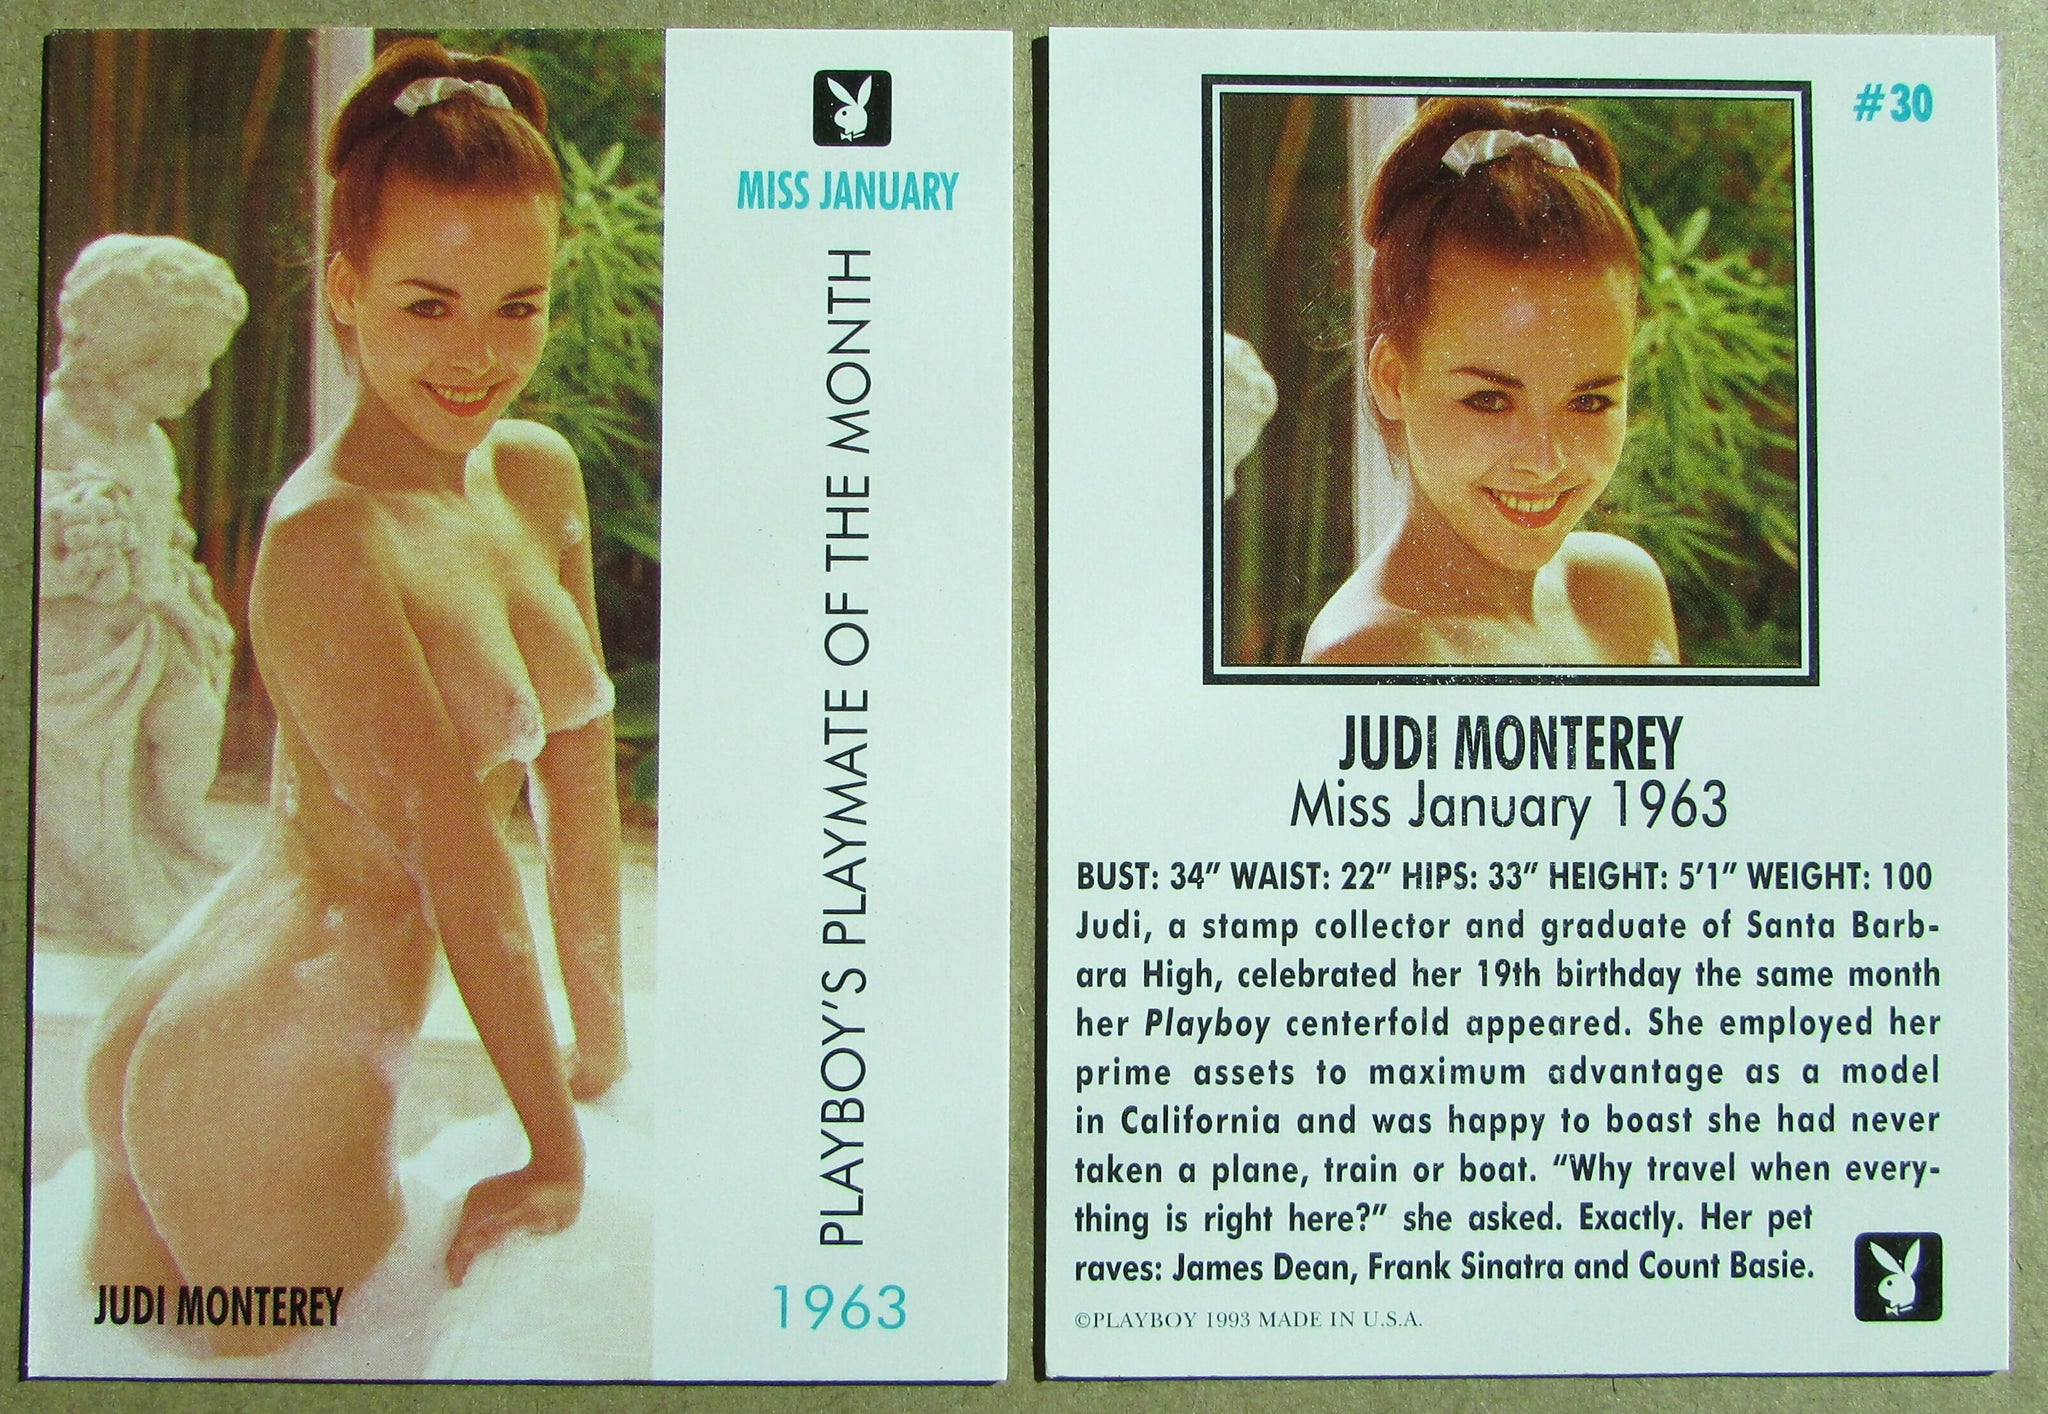 MISS JANUARY
PLAYBOY'S PLAYMATE OF THE MONTH
1963
JUDI MONTEREY
#30
JUDI MONTEREY
Miss January 1963
BUST: 34" WAIST: 22" HIPS: 33" HEIGHT: 5'1" WEIGHT: 100
Judi, a stamp collector and graduate of Santa Barb-
ara High, celebrated her 19th birthday the same month
her Playboy centerfold appeared. She employed her
prime assets to maximum advantage as a model
in California and was happy to boast she had never
taken a plane, train or boat. "Why travel when every-
thing is right here?" she asked. Exactly. Her pet
raves: James Dean, Frank Sinatra and Count Basie.
©PLAYBOY 1993 MADE IN U.S.A.